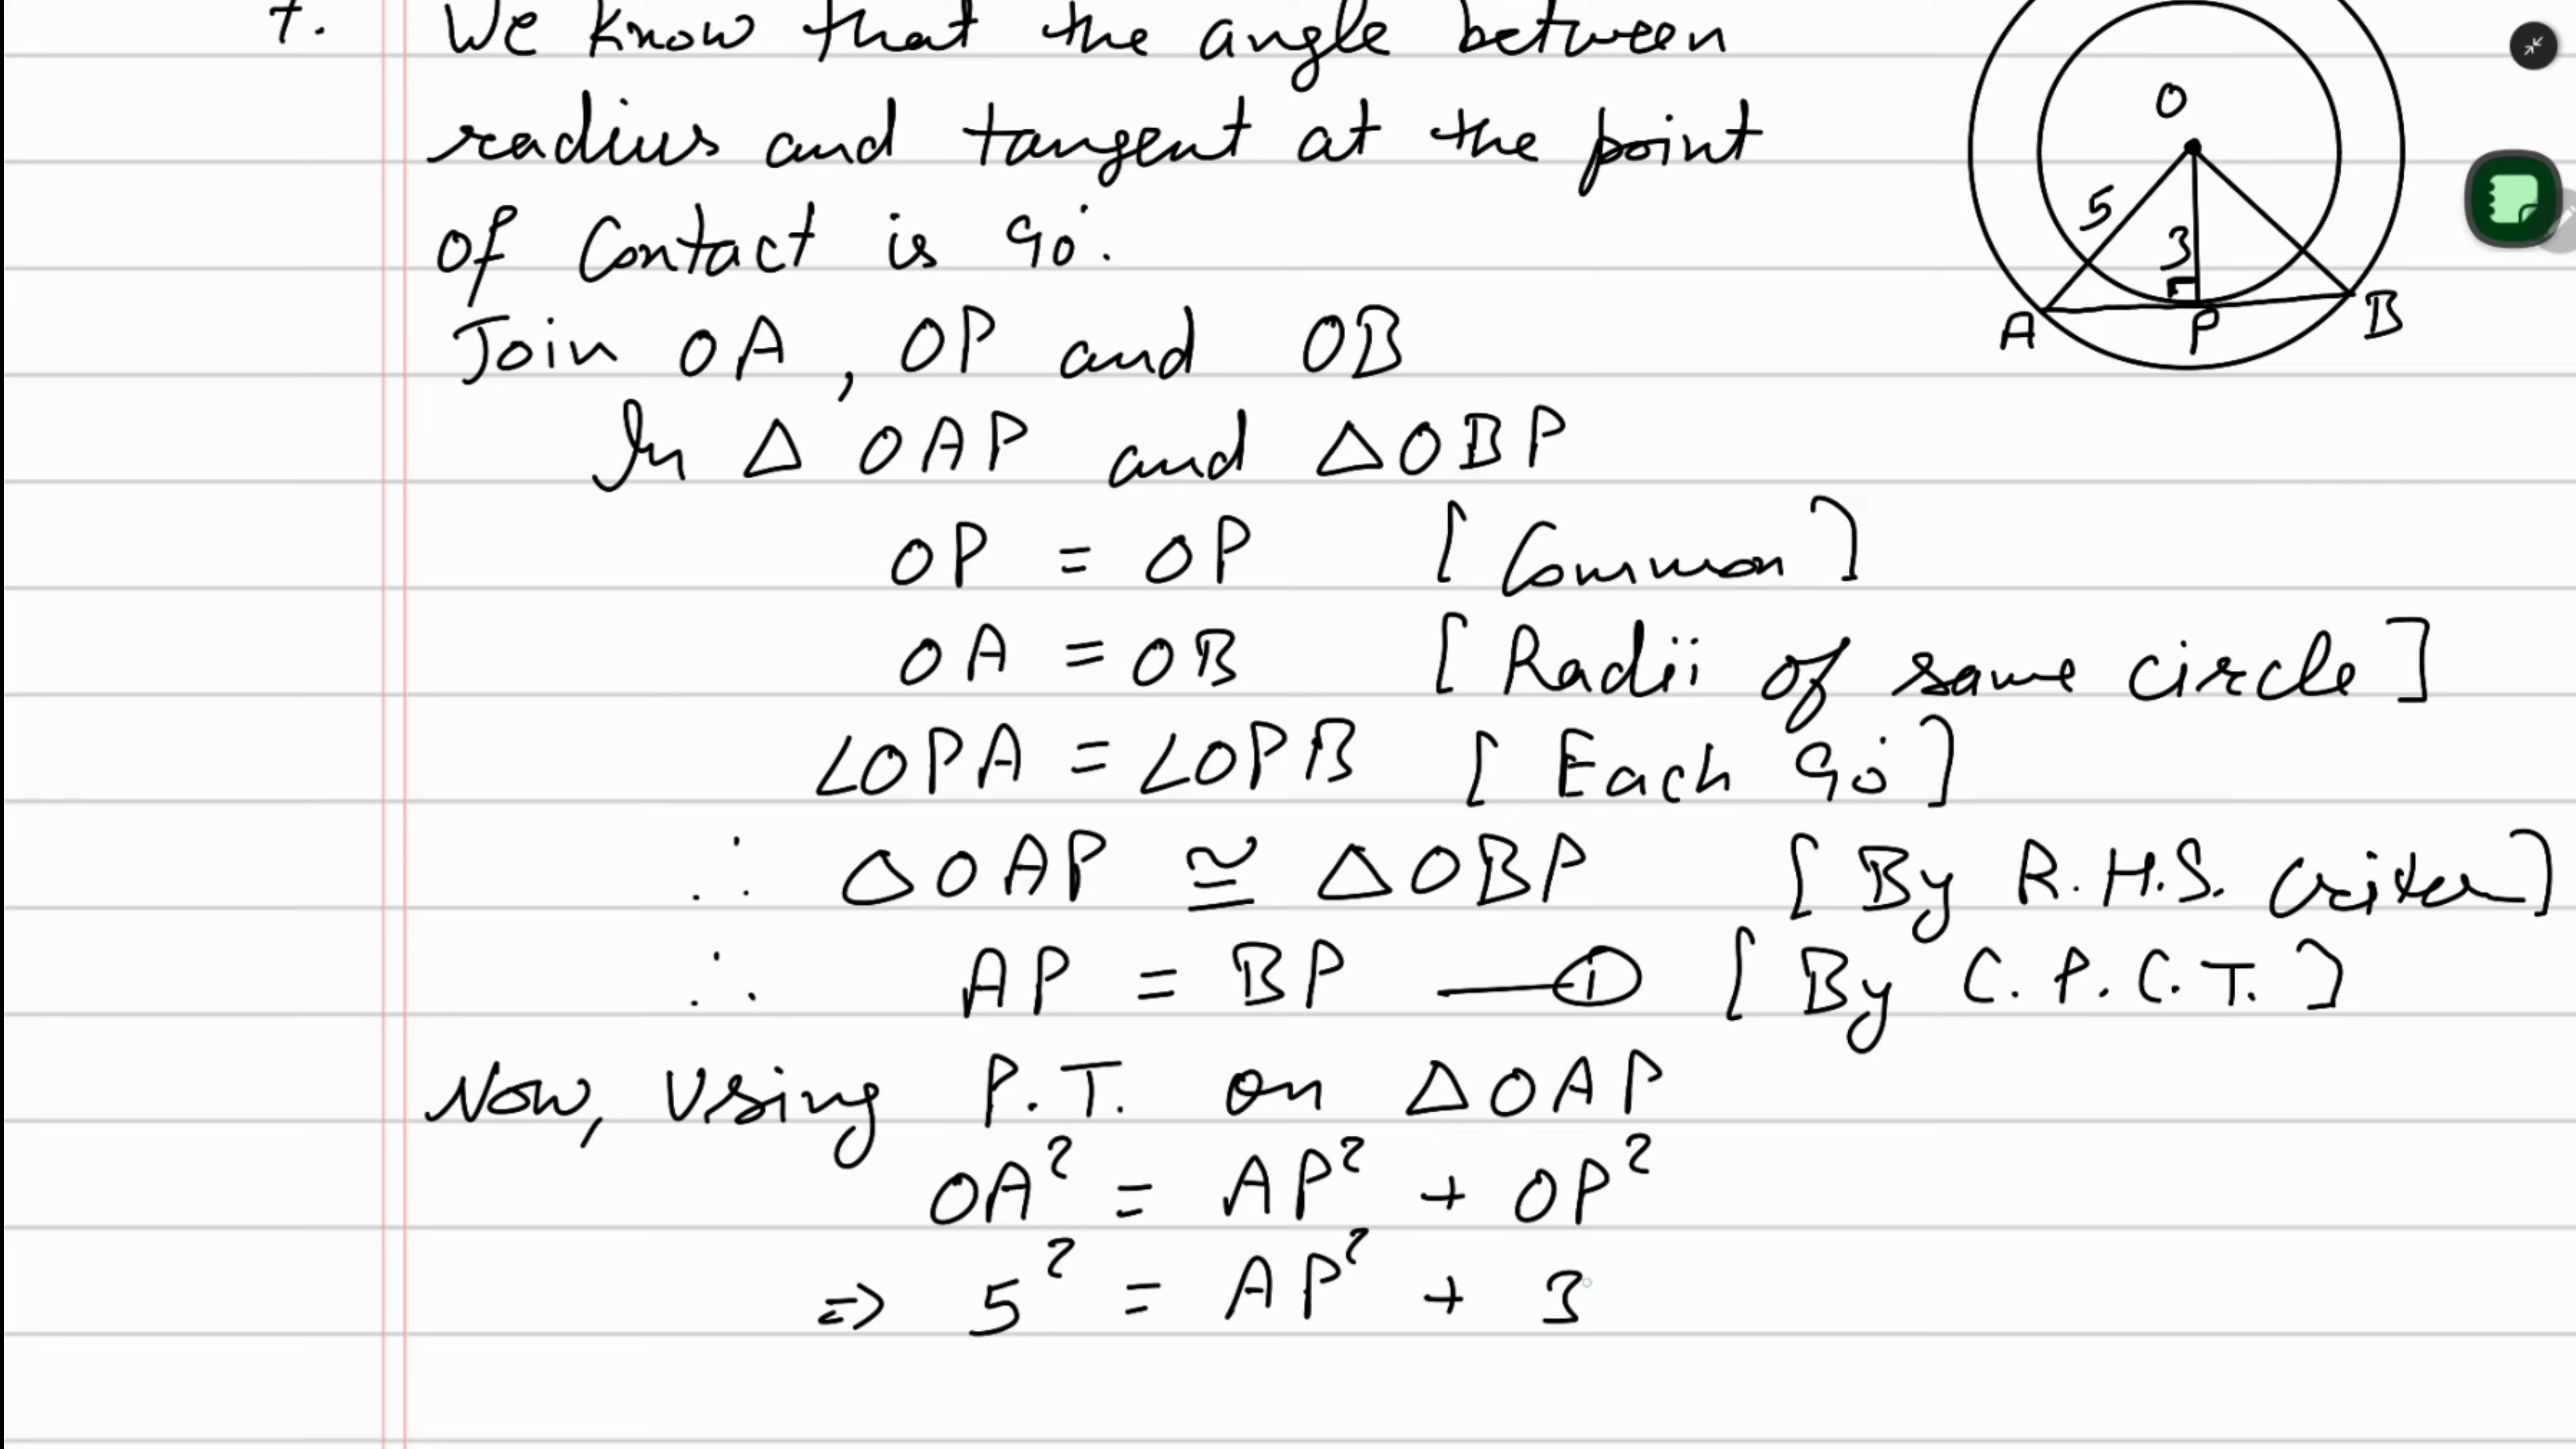 7. We know that the angle between
radius and tangent at the point
of Contact is 90°.
Join OA, OP and OB
In △ OAP and △OBP
OP = OP [Common]
OA = OB [Radii of same circle]
∠OPA = ∠OPB [Each 90°]
∴ △OAP ≅ △OBP [By R.H.S. Criter]
∴ AP = BP —① [By C.P.C.T.]
Now, Using P.T. on △OAP
OA² = AP² + OP²
⇒ 5² = AP² + 3
O
5
3
A
P
B